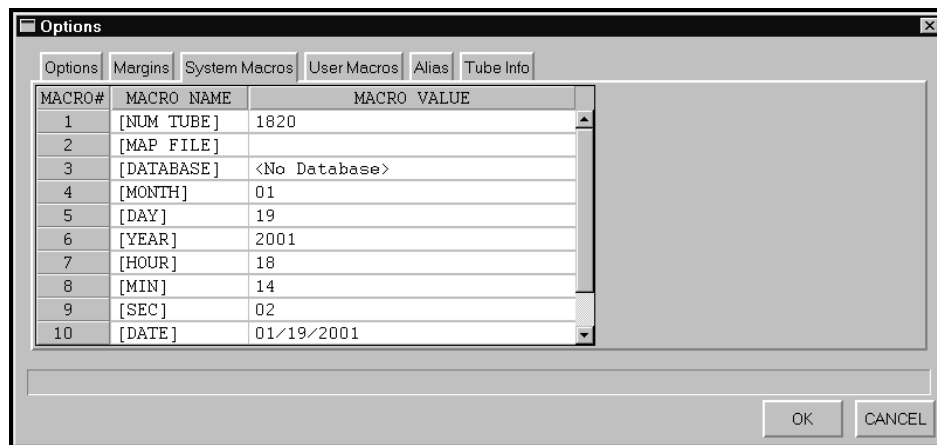 Options
Options Margins System Macros User Macros Alias Tube Info
MACRO# MACRO NAME MACRO VALUE
1 [NUM TUBE] 1820
2 [MAP FILE]
3 [DATABASE] <No Database>
4 [MONTH] 01
5 [DAY] 19
6 [YEAR] 2001
7 [HOUR] 18
8 [MIN] 14
9 [SEC] 02
10 [DATE] 01/19/2001
OK CANCEL